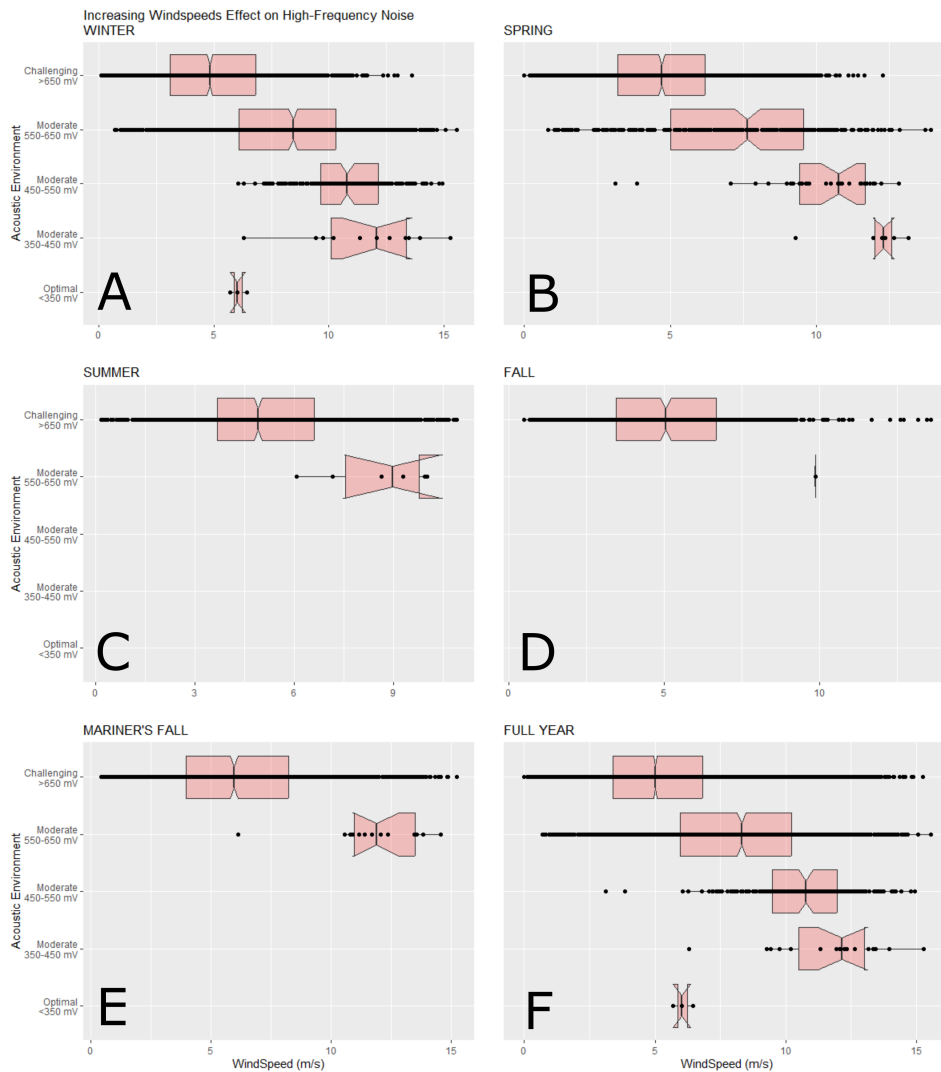 Increasing Windspeeds Effect on High-Frequency Noise
WINTER
Acoustic Environment
Challenging
>650 mV
Moderate
550-650 mV
Moderate
450-550 mV
Moderate
350-450 mV
Optimal
<350 mV
A
0 5 10 15
SPRING
B
0 5 10
SUMMER
Acoustic Environment
Challenging
>650 mV
Moderate
550-650 mV
Moderate
450-550 mV
Moderate
350-450 mV
Optimal
<350 mV
C
0 3 6 9
FALL
D
0 5 10
MARINER'S FALL
Acoustic Environment
Challenging
>650 mV
Moderate
550-650 mV
Moderate
450-550 mV
Moderate
350-450 mV
Optimal
<350 mV
E
0 5 10 15
WindSpeed (m/s)
FULL YEAR
F
0 5 10 15
WindSpeed (m/s)